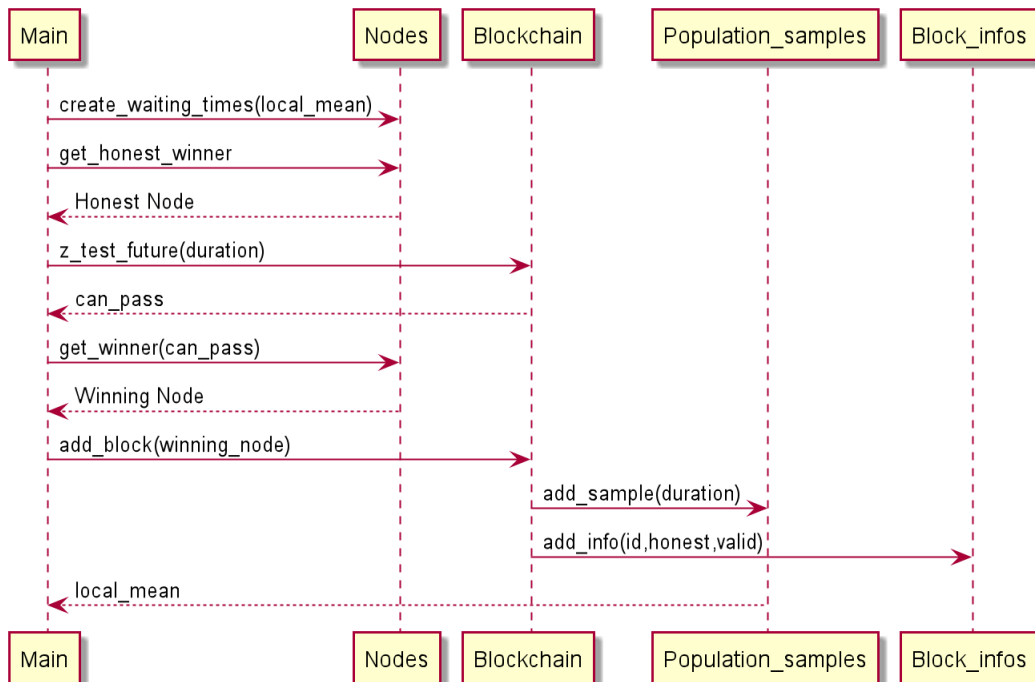 Main Nodes Blockchain Population_samples Block_infos
create_waiting_times(local_mean)
get_honest_winner
Honest Node
z_test_future(duration)
can_pass
get_winner(can_pass)
Winning Node
add_block(winning_node)
add_sample(duration)
add_info(id,honest,valid)
local_mean
Main Nodes Blockchain Population_samples Block_infos